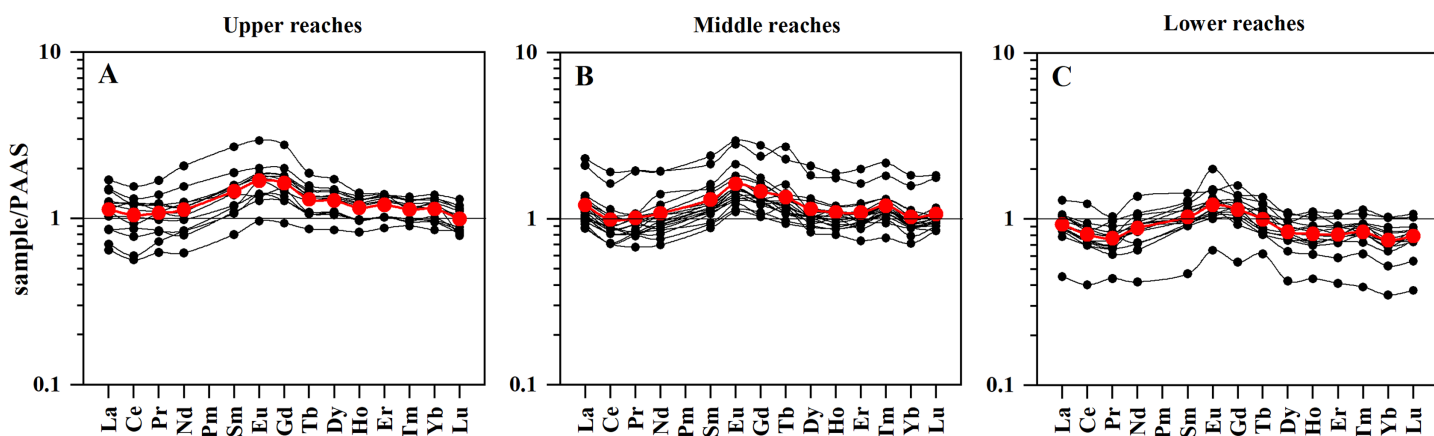 Upper reaches
Middle reaches
Lower reaches
sample/PAAS
10
1
0.1
A
La Ce Pr Nd Pm Sm Eu Gd Tb Dy Ho Er Tm Yb Lu
10
1
0.1
B
La Ce Pr Nd Pm Sm Eu Gd Tb Dy Ho Er Tm Yb Lu
10
1
0.1
C
La Ce Pr Nd Pm Sm Eu Gd Tb Dy Ho Er Tm Yb Lu